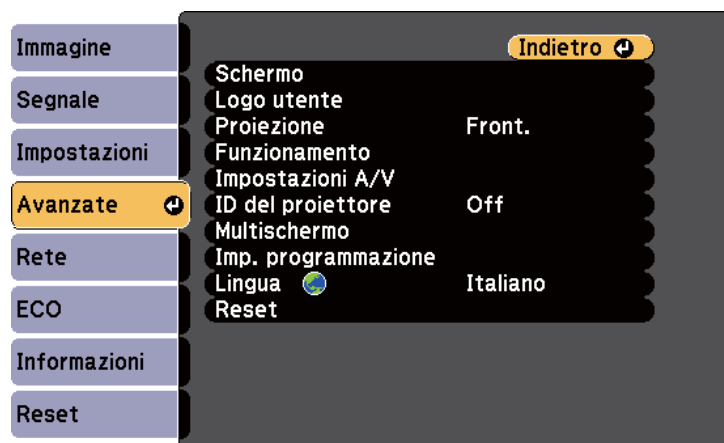 Immagine
Segnale
Impostazioni
Avanzate
Rete
ECO
Informazioni
Reset
Indietro
Schermo
Logo utente
Proiezione Front.
Funzionamento
Impostazioni A/V
ID del proiettore Off
Multischermo
Imp. programmazione
Lingua Italiano
Reset